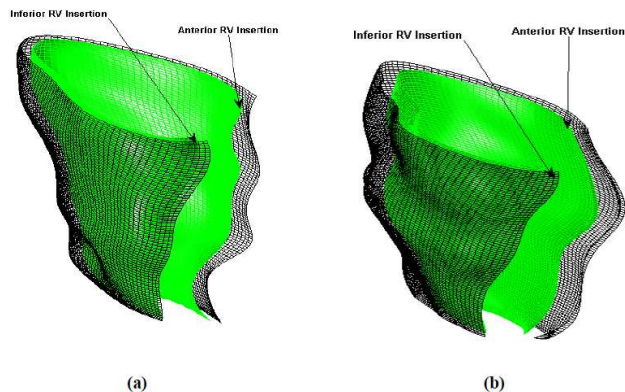 Inferior RV Insertion
Anterior RV Insertion
Anterior RV Insertion
Inferior RV Insertion
(a)
(b)